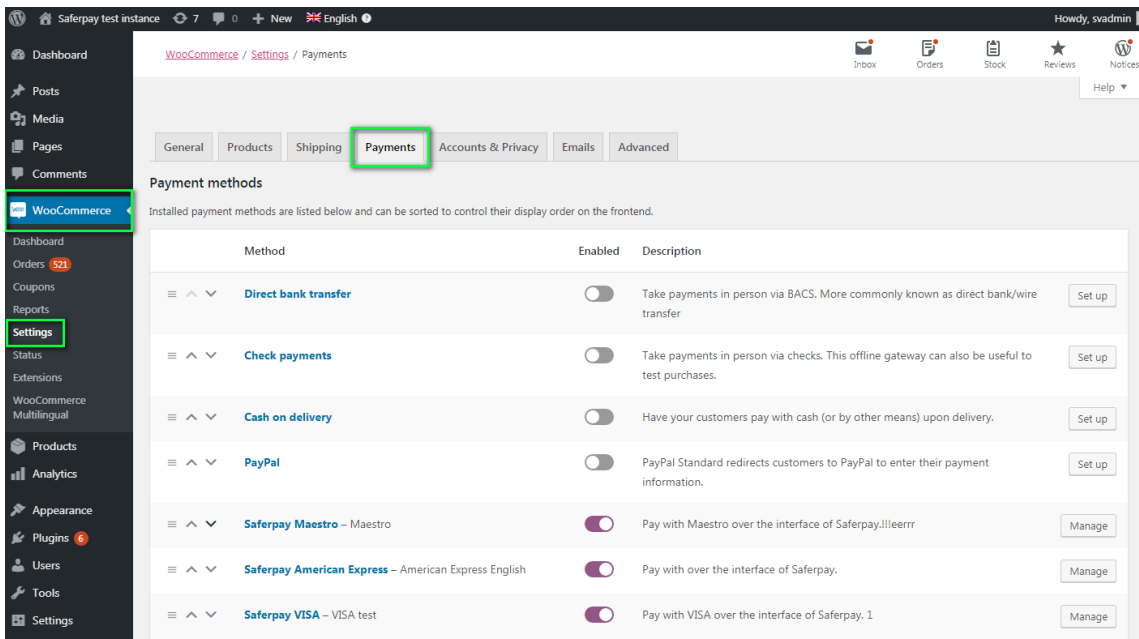 Saferpay test instance 7 0 + New English Howdy, svadmin
Dashboard
Posts
Media
Pages
Comments
woo WooCommerce
Dashboard
Orders 521
Coupons
Reports
Settings
Status
Extensions
WooCommerce
Multilingual
Products
Analytics
Appearance
Plugins 6
Users
Tools
Settings
WooCommerce / Settings / Payments
Inbox Orders Stock Reviews Notices
Help
General Products Shipping Payments Accounts & Privacy Emails Advanced
Payment methods
Installed payment methods are listed below and can be sorted to control their display order on the frontend.
Method Enabled Description
Direct bank transfer Take payments in person via BACS. More commonly known as direct bank/wire
transfer
Set up
Check payments Take payments in person via checks. This offline gateway can also be useful to
test purchases.
Set up
Cash on delivery Have your customers pay with cash (or by other means) upon delivery. Set up
PayPal PayPal Standard redirects customers to PayPal to enter their payment
information.
Set up
Saferpay Maestro – Maestro Pay with Maestro over the interface of Saferpay.!!!eerrr Manage
Saferpay American Express – American Express English Pay with over the interface of Saferpay. Manage
Saferpay VISA – VISA test Pay with VISA over the interface of Saferpay. 1 Manage